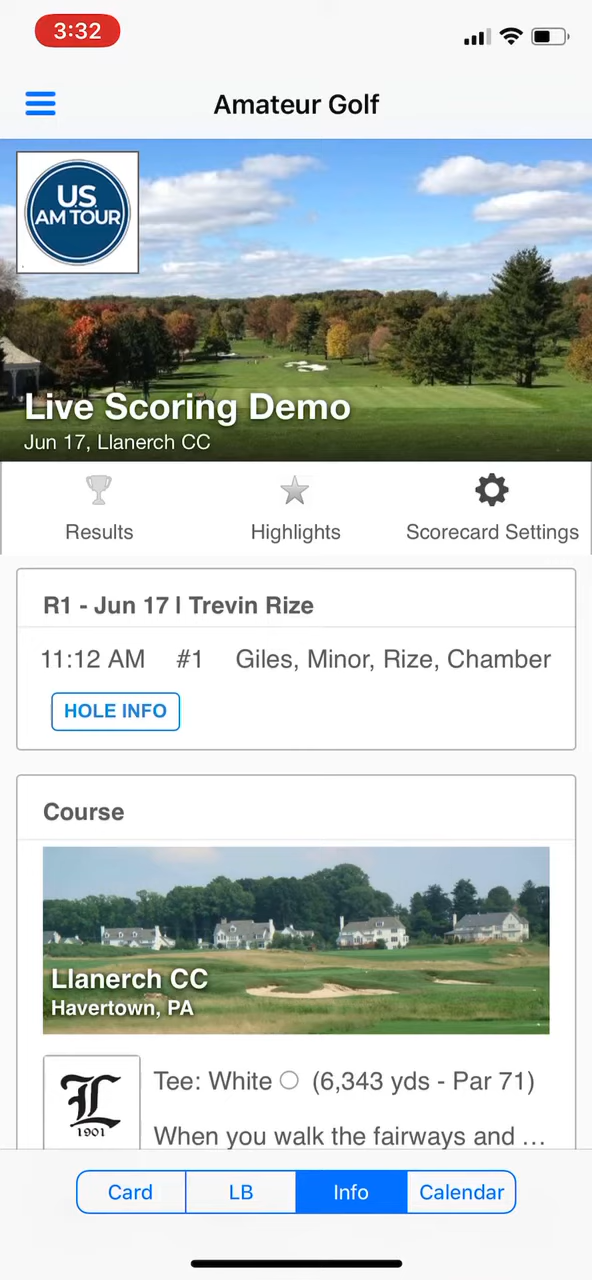 3:32
Amateur Golf
U.S.
AM TOUR
Live Scoring Demo
Jun 17, Llanerch CC
Results Highlights Scorecard Settings
R1 - Jun 17 | Trevin Rize
11:12 AM #1 Giles, Minor, Rize, Chamber
HOLE INFO
Course
Llanerch CC
Havertown, PA
L
1901
Tee: White (6,343 yds - Par 71)
When you walk the fairways and ...
Card LB Info Calendar